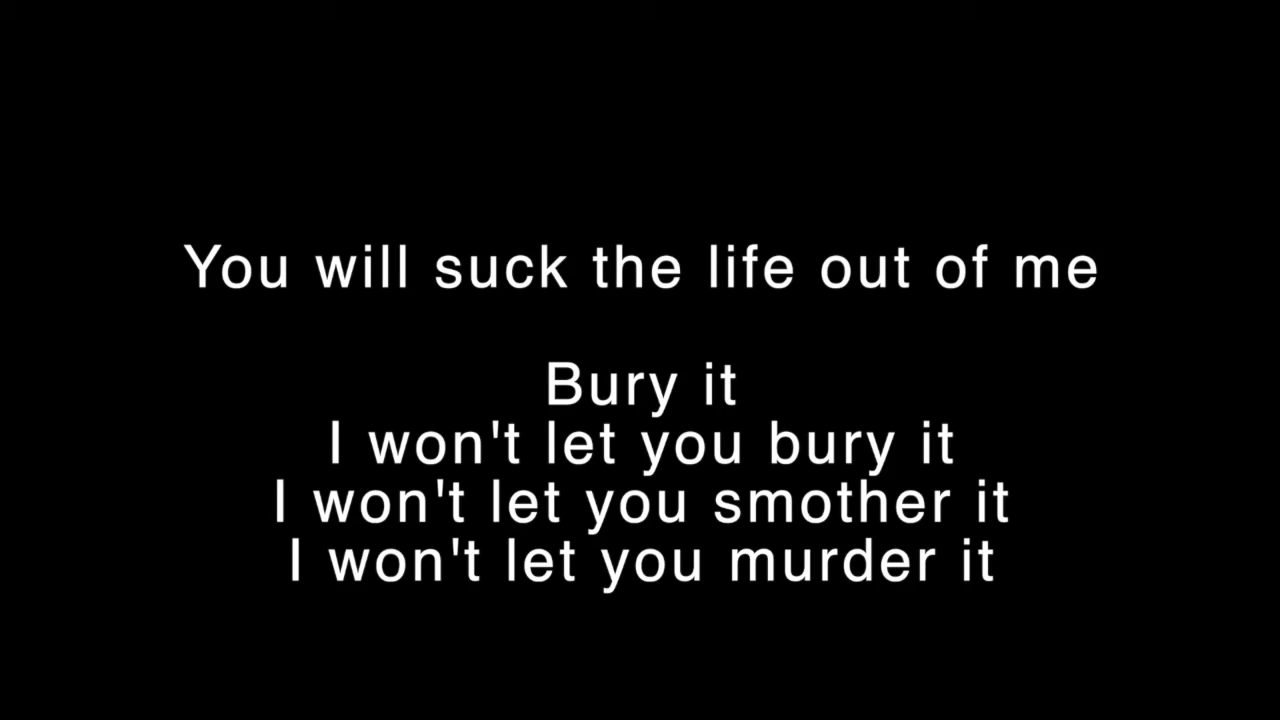 You will suck the life out of me
Bury it
I won't let you bury it
I won't let you smother it
I won't let you murder it